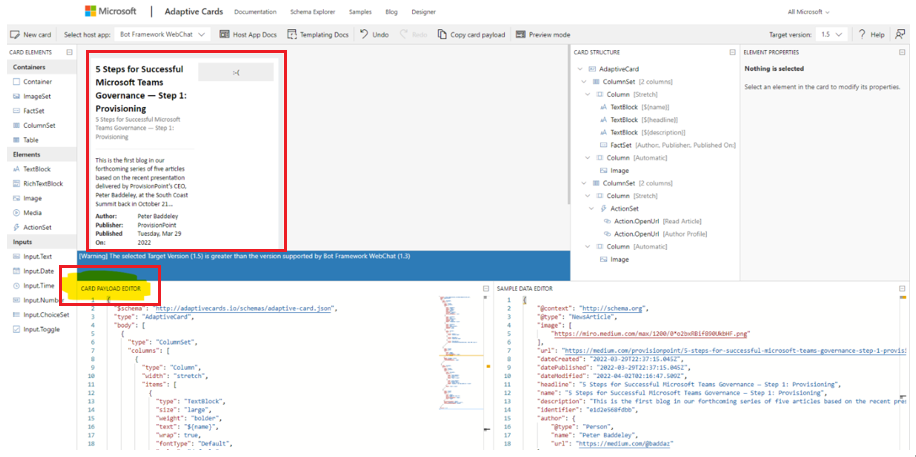 Microsoft | Adaptive Cards Documentation Schema Explorer Samples Blog Designer All Microsoft
New card Select host app: Bot Framework WebChat Host App Docs Templating Docs Undo Redo Copy card payload Preview mode Target version: 1.5 Help
CARD ELEMENTS
Containers
Container
ImageSet
FactSet
ColumnSet
Table
Elements
TextBlock
RichTextBlock
Image
Media
ActionSet
Inputs
Input.Text
Input.Date
Input.Time
Input.Number
Input.ChoiceSet
Input.Toggle
5 Steps for Successful
Microsoft Teams
Governance — Step 1:
Provisioning
5 Steps for Successful Microsoft
Teams Governance — Step 1:
Provisioning
:-(
This is the first blog in our
forthcoming series of five articles
based on the recent presentation
delivered by ProvisionPoint's CEO,
Peter Baddeley, at the South Coast
Summit back in October 21...
Author: Peter Baddeley
Publisher: ProvisionPoint
Published Tuesday, Mar 29
On: 2022
[Warning] The selected Target Version (1.5) is greater than the version supported by Bot Framework WebChat (1.3)
CARD STRUCTURE
AdaptiveCard
ColumnSet [2 columns]
Column [Stretch]
TextBlock [${name}]
TextBlock [${headline}]
TextBlock [${description}]
FactSet [Author:, Publisher:, Published On:]
Column [Automatic]
Image
ColumnSet [2 columns]
Column [Stretch]
ActionSet
Action.OpenUrl [Read Article]
Action.OpenUrl [Author Profile]
Column [Automatic]
Image
ELEMENT PROPERTIES
Nothing is selected
Select an element in the card to modify its properties.
CARD PAYLOAD EDITOR
1 {
2 "$schema": "http://adaptivecards.io/schemas/adaptive-card.json",
3 "type": "AdaptiveCard",
4 "body": [
5 {
6 "type": "ColumnSet",
7 "columns": [
8 {
9 "type": "Column",
10 "width": "stretch",
11 "items": [
12 {
13 "type": "TextBlock",
14 "size": "large",
15 "weight": "bolder",
16 "text": "${name}",
17 "wrap": true,
18 "fontType": "Default",
SAMPLE DATA EDITOR
1 {
2 "@context": "http://schema.org",
3 "@type": "NewsArticle",
4 "image": [
5
6 ],
7 "url": "https://medium.com/provisionpoint/5-steps-for-successful-microsoft-teams-governance-step-1-provisi
8 "dateCreated": "2022-03-29T22:37:15.045Z",
9 "datePublished": "2022-03-29T22:37:15.045Z",
10 "dateModified": "2022-04-02T02:16:47.500Z",
11 "headline": "5 Steps for Successful Microsoft Teams Governance — Step 1: Provisioning",
12 "name": "5 Steps for Successful Microsoft Teams Governance — Step 1: Provisioning",
13 "description": "This is the first blog in our forthcoming series of five articles based on the recent pres
14 "identifier": "a1d2e560fdbb",
15 "author": {
16 "@type": "Person",
17 "name": "Peter Baddeley",
18 "url": "https://medium.com/@baddaz"